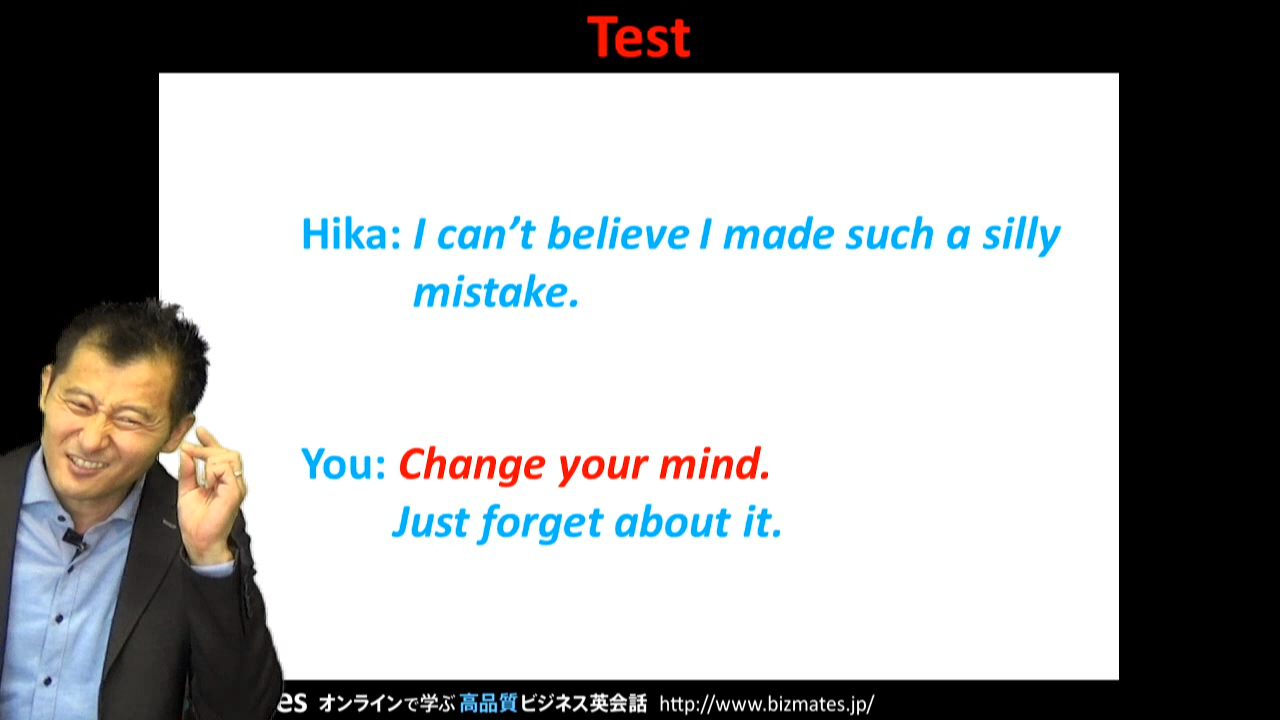 Test
Hika: I can’t believe I made such a silly
mistake.
You: Change your mind.
Just forget about it.
es オンラインで学ぶ 高品質 ビジネス英会話 http://www.bizmates.jp/